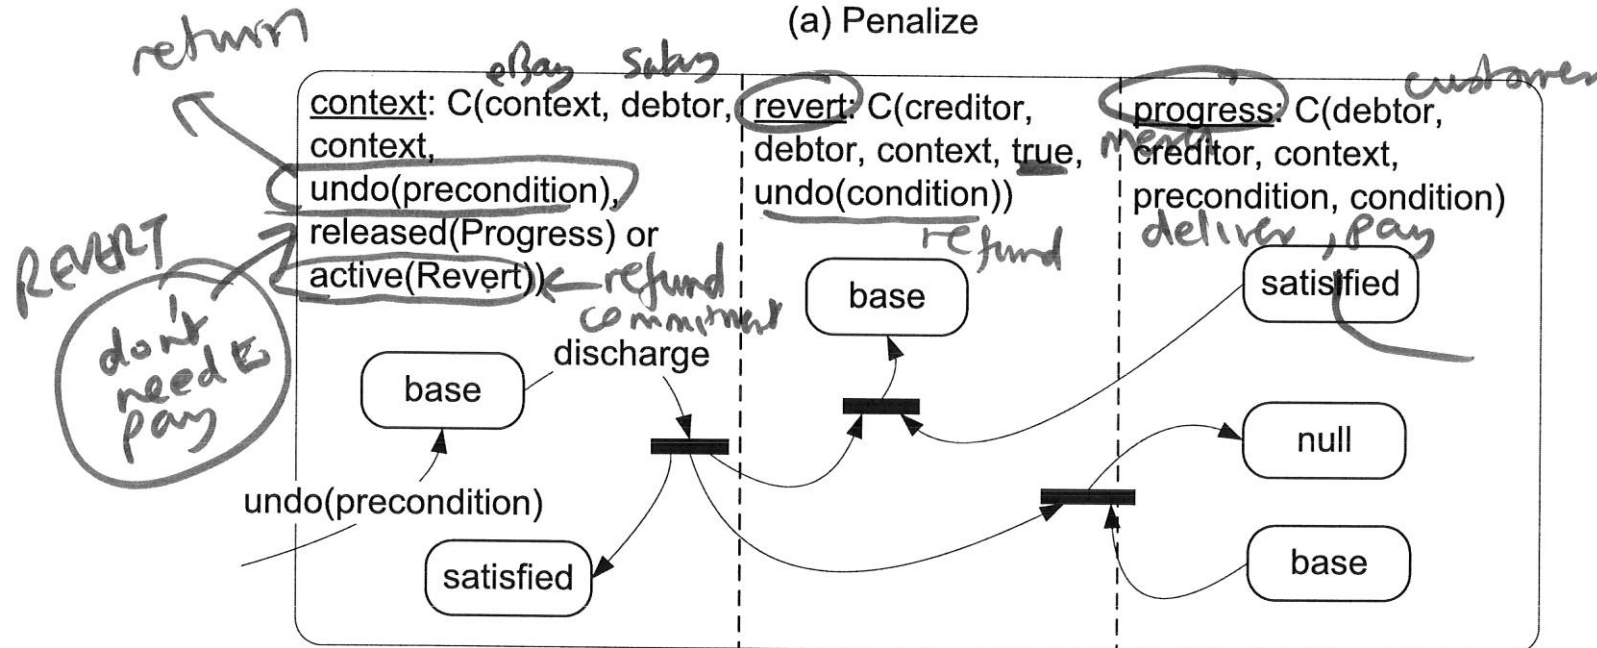 (a) Penalize
return
eBay
context: C(context, debtor,
context,
undo(precondition),
released(Progress) or
active(Revert))
refund
commitment
discharge
REVERT
don't
need to
pay
base
undo(precondition)
satisfied
revert: C(creditor,
debtor, context, true,
undo(condition))
refund
base
customer
progress: C(debtor,
creditor, context,
precondition, condition)
deliver, pay
satisfied
null
base